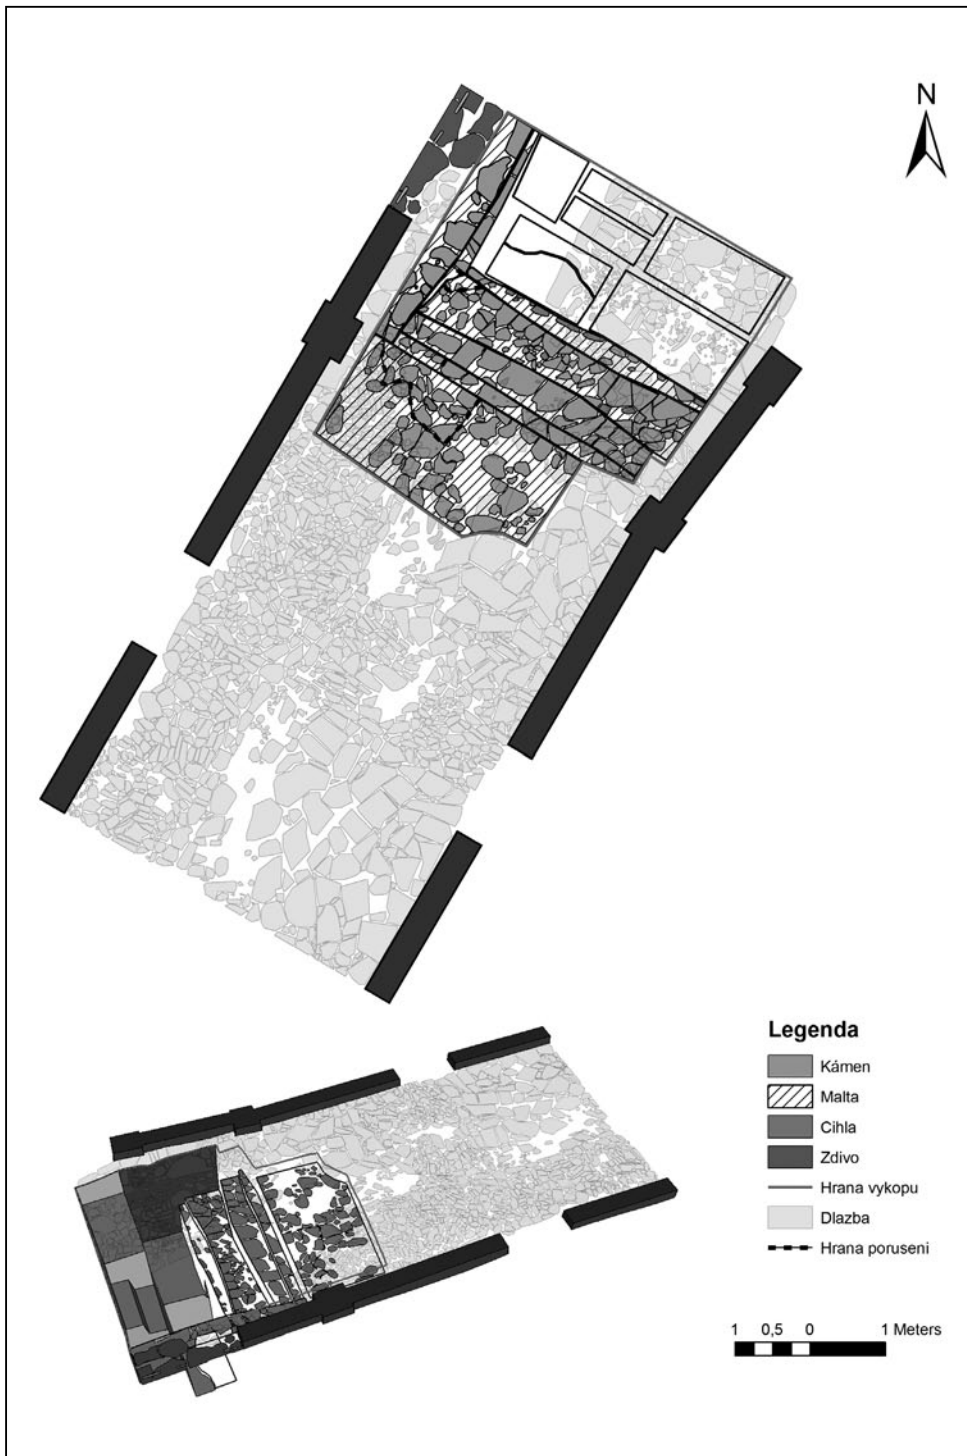 N
Legenda
Kámen
Malta
Cihla
Zdivo
Hrana vykopu
Dlazba
Hrana poruseni
1 0,5 0 1 Meters